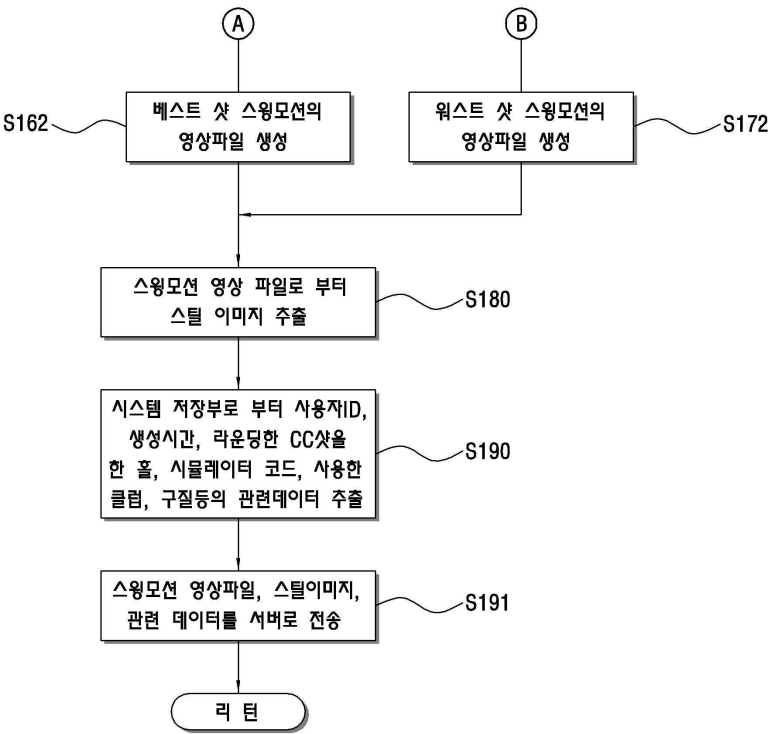 A
B
S162
베스트 샷 스윙모션의
영상파일 생성
워스트 샷 스윙모션의
영상파일 생성
S172
스윙모션 영상 파일로 부터
스틸 이미지 추출
S180
시스템 저장부로 부터 사용자ID,
생성시간, 라운딩한 CC샷을
한 홀, 시뮬레이터 코드, 사용한
클럽, 구질등의 관련데이터 추출
S190
스윙모션 영상파일, 스틸이미지,
관련 데이터를 서버로 전송
S191
리 턴